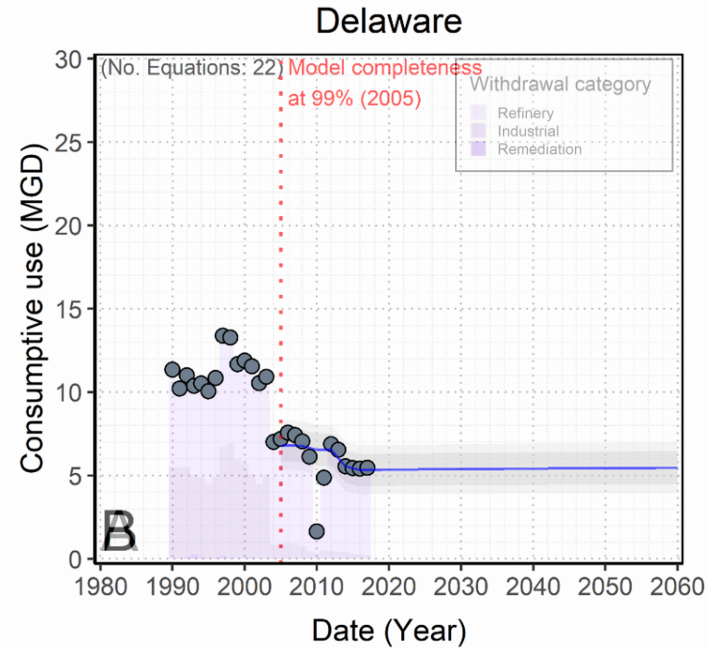 Delaware
(No. Equations: 22)
Model completeness
at 99% (2005)
Withdrawal category
Refinery
Industrial
Remediation
30
25
20
15
10
5
0
Consumptive use (MGD)
1980 1990 2000 2010 2020 2030 2040 2050 2060
Date (Year)